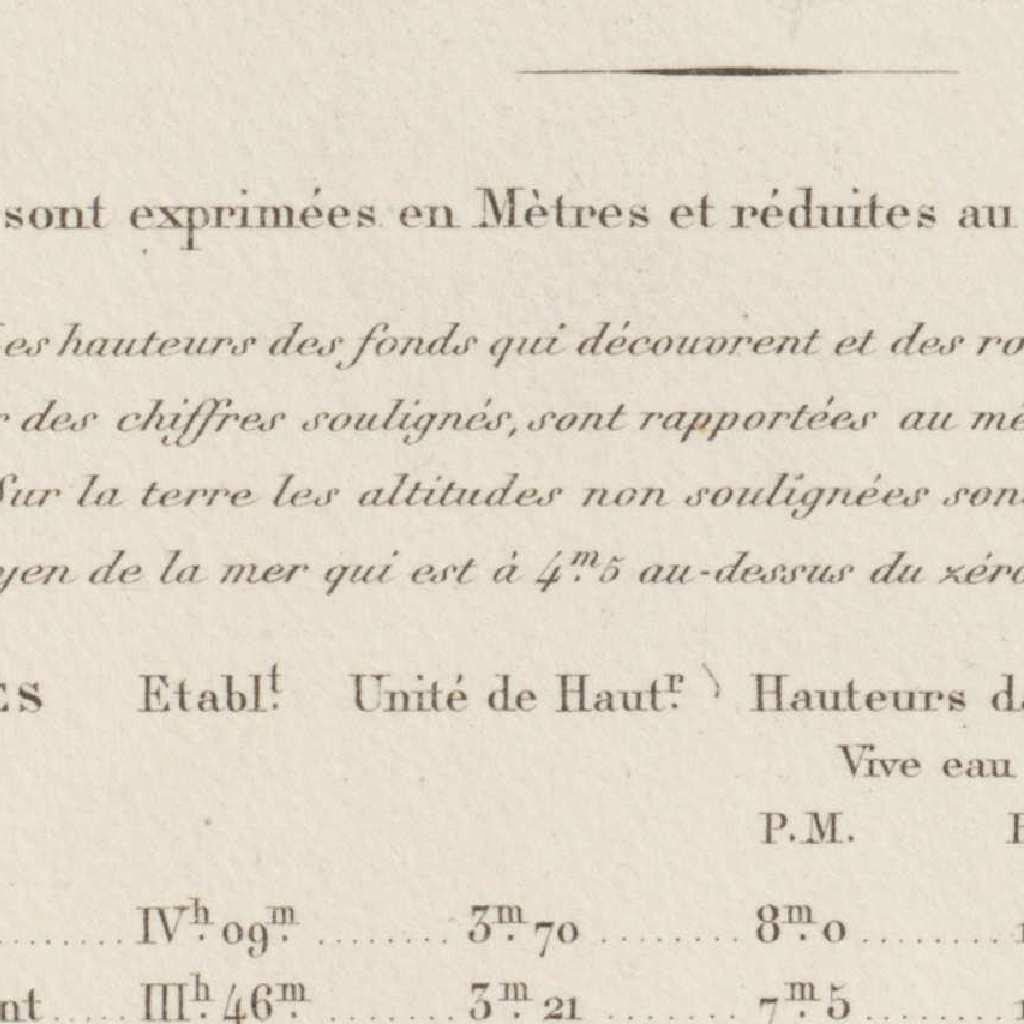 sont exprimées en Mètres et réduites au
es hauteurs des fonds qui découvrent et des ro
r des chiffres soulignés, sont rapportées au mé
Sur la terre les altitudes non soulignées son
yen de la mer qui est à 4.ᵐ5 au-dessus du zéro
ES Etabl.ᵗ Unité de Haut.ʳ Hauteurs d
Vive eau
P.M.
........ IV.ʰ 09.ᵐ ........ 3.ᵐ 70 ........ 8.ᵐ 0 ........
nt ..... III.ʰ 46.ᵐ ........ 3.ᵐ 21 ........ 7.ᵐ 5 ........